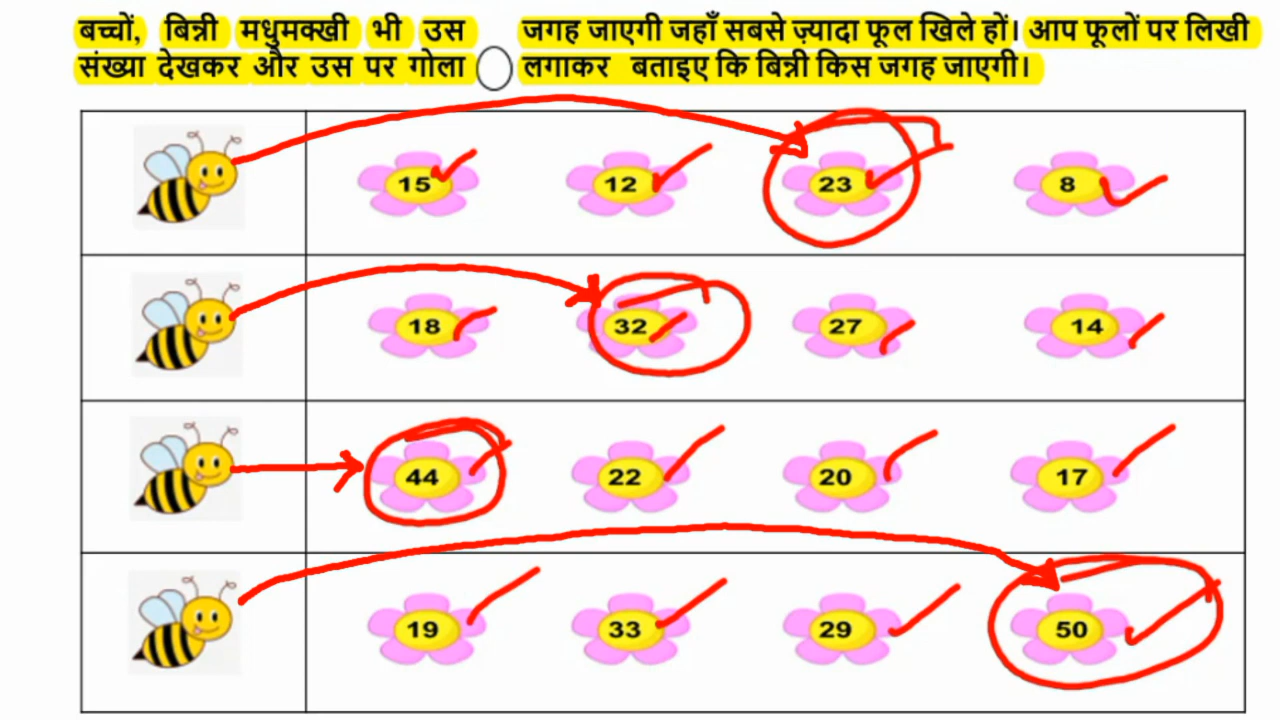 बच्चों, बिन्नी मधुमक्खी भी उस जगह जाएगी जहाँ सबसे ज़्यादा फूल खिले हों। आप फूलों पर लिखी
संख्या देखकर और उस पर गोला लगाकर बताइए कि बिन्नी किस जगह जाएगी।
15 12 23 8
18 32 27 14
44 22 20 17
19 33 29 50